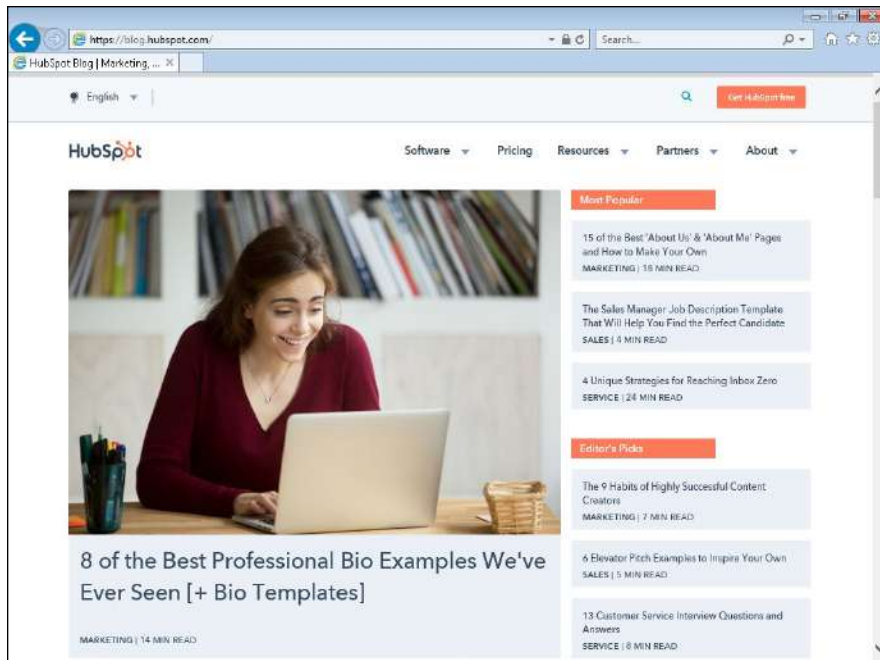 https://blog.hubspot.com/
Search...
HubSpot Blog | Marketing, ...
English
Get HubSpot free
HubSpot
Software
Pricing
Resources
Partners
About
Most Popular
15 of the Best 'About Us' & 'About Me' Pages
and How to Make Your Own
MARKETING | 18 MIN READ
The Sales Manager Job Description Template
That Will Help You Find the Perfect Candidate
SALES | 4 MIN READ
4 Unique Strategies for Reaching Inbox Zero
SERVICE | 24 MIN READ
Editor's Picks
The 9 Habits of Highly Successful Content
Creators
MARKETING | 7 MIN READ
6 Elevator Pitch Examples to Inspire Your Own
SALES | 5 MIN READ
13 Customer Service Interview Questions and
Answers
SERVICE | 8 MIN READ
8 of the Best Professional Bio Examples We've
Ever Seen [+ Bio Templates]
MARKETING | 14 MIN READ